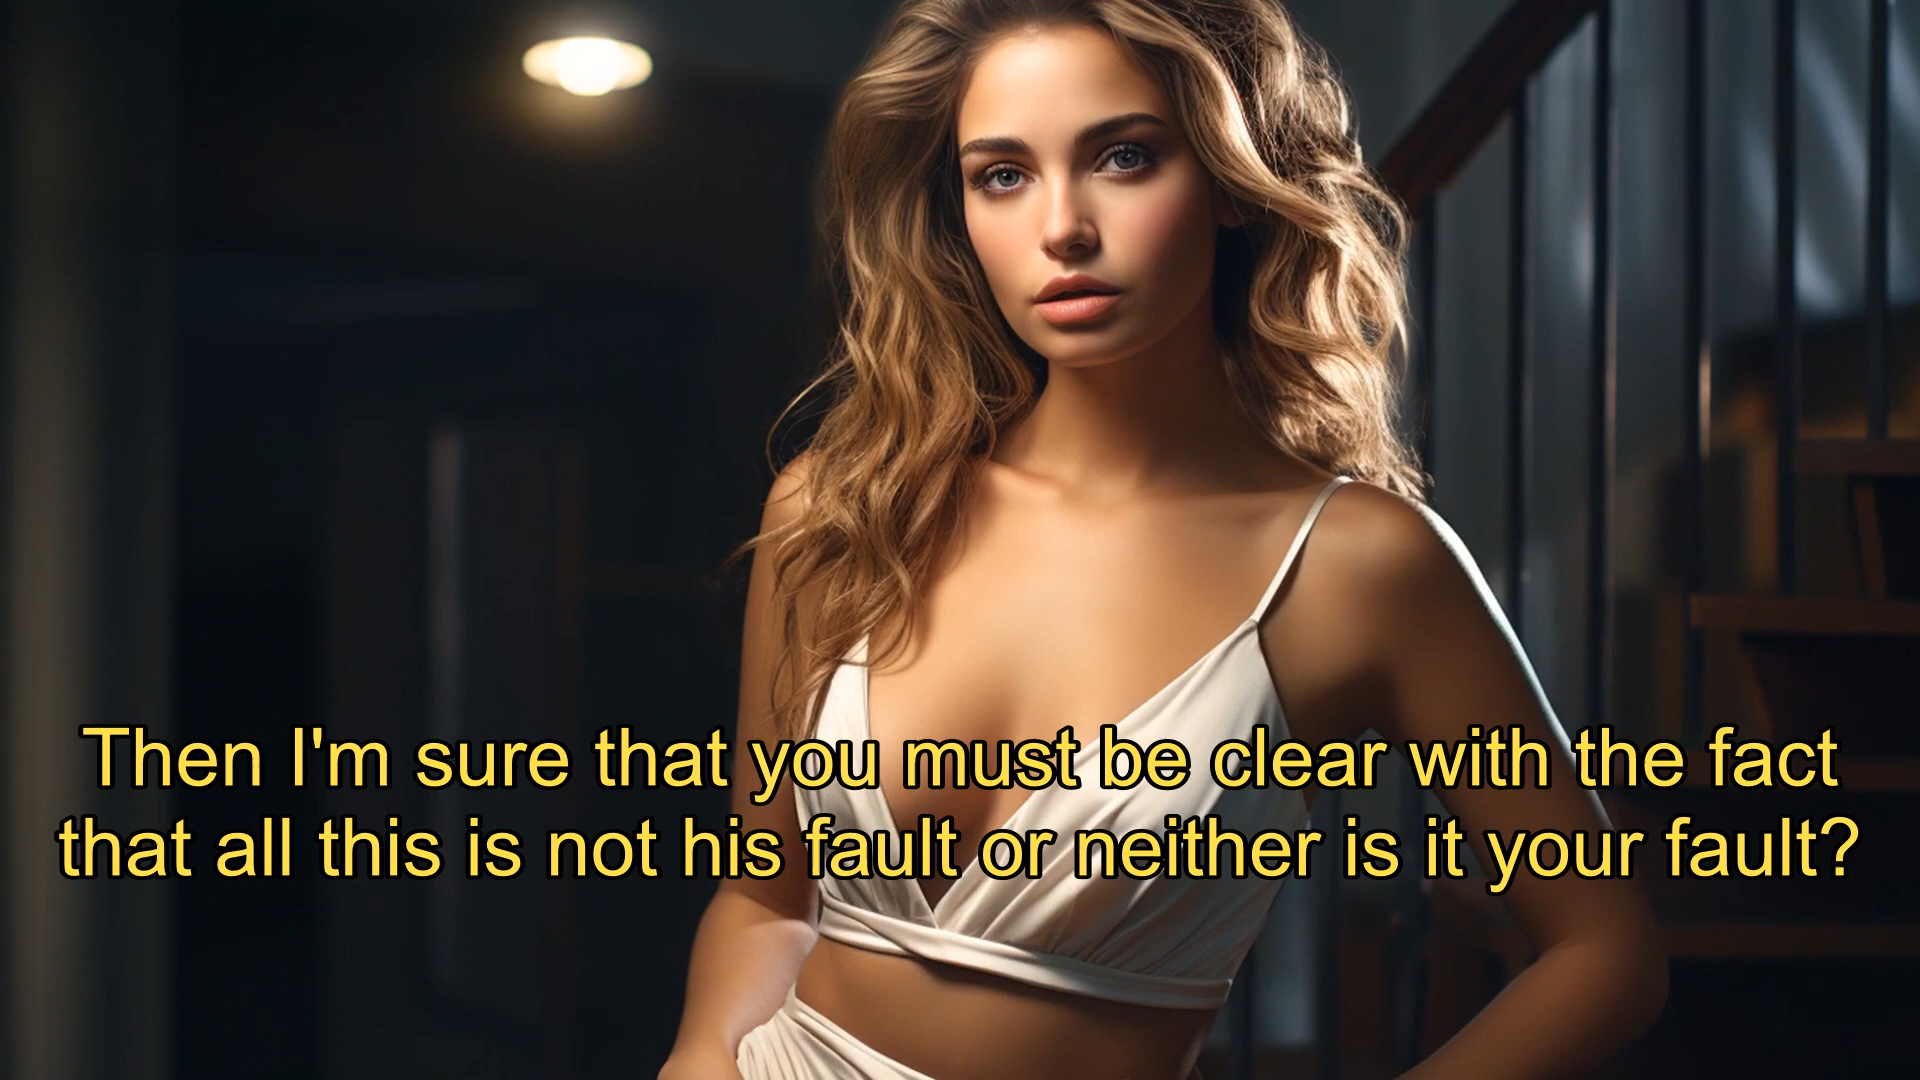 Then I'm sure that you must be clear with the fact
that all this is not his fault or neither is it your fault?